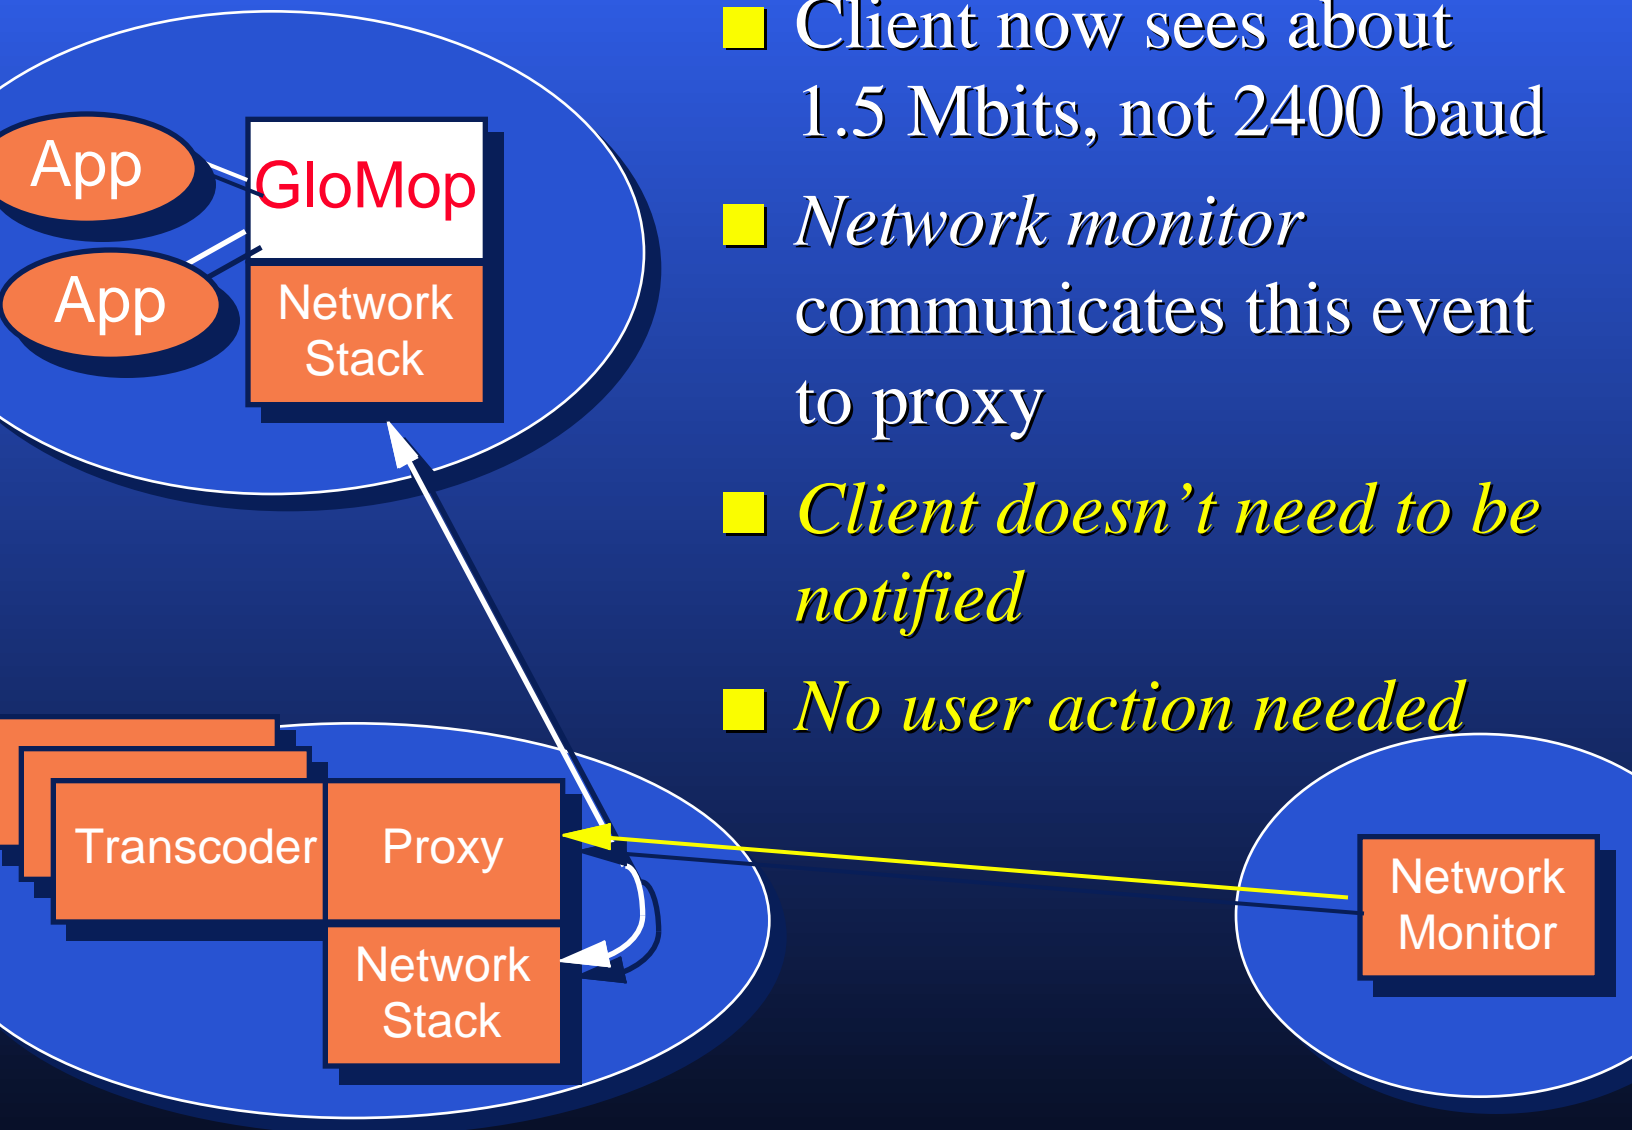 Client now sees about
1.5 Mbits, not 2400 baud
Network monitor
communicates this event
to proxy
Client doesn’t need to be
notified
No user action needed
App
GloMop
App
Network
Stack
Transcoder
Proxy
Network
Stack
Network
Monitor